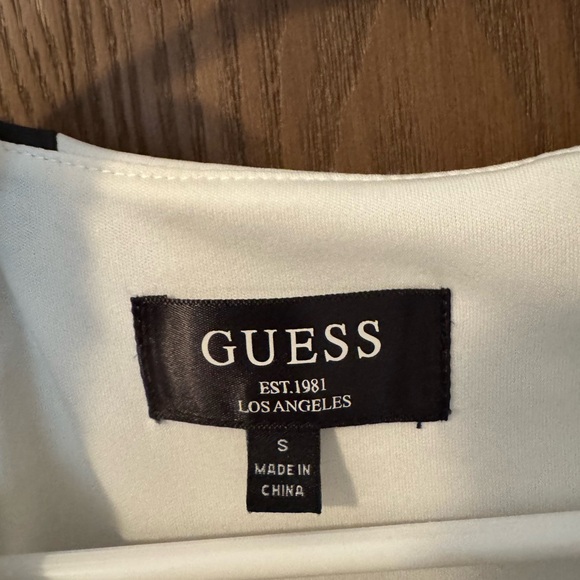 GUESS
EST.1981
LOS ANGELES
S
MADE IN
CHINA